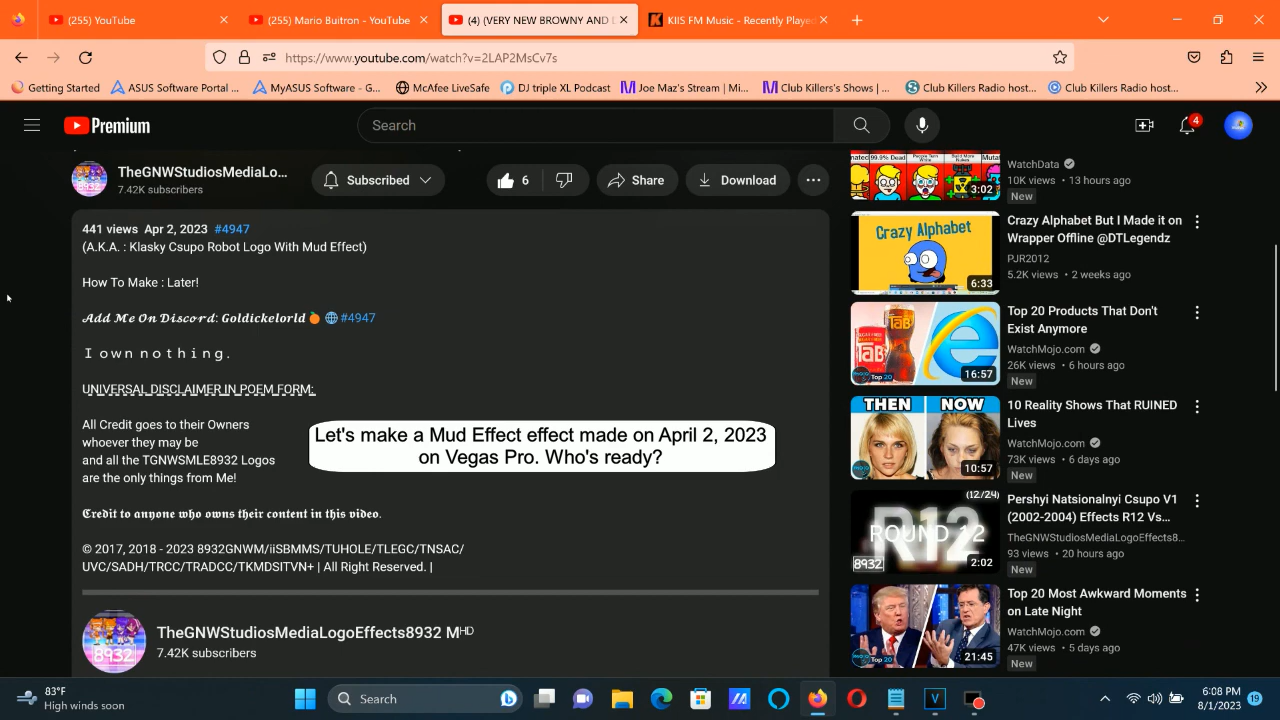 (255) YouTube
(255) Mario Buitron - YouTube
(4) (VERY NEW BROWNY AND L
KIIS FM Music - Recently Played
https://www.youtube.com/watch?v=2LAP2MsCv7s
Getting Started
ASUS Software Portal ...
MyASUS Software - G...
McAfee LiveSafe
DJ triple XL Podcast
Joe Maz's Stream | Mi...
Club Killers's Shows | ...
Club Killers Radio host...
Club Killers Radio host...
Premium
Search
4
TheGNWStudiosMediaLo...
7.42K subscribers
Subscribed
6
Share
Download
441 views Apr 2, 2023 #4947
(A.K.A. : Klasky Csupo Robot Logo With Mud Effect)
How To Make : Later!
𝓐𝓭𝓭 𝓜𝓮 𝓞𝓷 𝓓𝓲𝓼𝓬𝓸𝓻𝓭: 𝓖𝓸𝓵𝓭𝓲𝓬𝓴𝓮𝓵𝓸𝓻𝓵𝓭 🍊 🌐 #4947
Ｉ ｏｗｎ ｎｏｔｈｉｎｇ.
UNIVERSAL DISCLAIMER IN POEM FORM:
All Credit goes to their Owners
whoever they may be
and all the TGNWSMLE8932 Logos
are the only things from Me!
Let's make a Mud Effect effect made on April 2, 2023
on Vegas Pro. Who's ready?
𝕮𝖗𝖊𝖉𝖎𝖙 𝖙𝖔 𝖆𝖓𝖞𝖔𝖓𝖊 𝖜𝖍𝖔 𝖔𝖜𝖓𝖘 𝖙𝖍𝖊𝖎𝖗 𝖈𝖔𝖓𝖙𝖊𝖓𝖙 𝖎𝖓 𝖙𝖍𝖎𝖘 𝖛𝖎𝖉𝖊𝖔.
© 2017, 2018 - 2023 8932GNWM/iiSBMMS/TUHOLE/TLEGC/TNSAC/
UVC/SADH/TRCC/TRADCC/TKMDSITVN+ | All Right Reserved. |
8932
TheGNWStudiosMediaLogoEffects8932 Mᴴᴰ
7.42K subscribers
99.9% Dead
3:02
WatchData
10K views • 13 hours ago
New
Crazy Alphabet
6:33
Crazy Alphabet But I Made it on
Wrapper Offline @DTLegendz
PJR2012
5.2K views • 2 weeks ago
TaB
Top 20
16:57
Top 20 Products That Don't
Exist Anymore
WatchMojo.com
26K views • 6 hours ago
New
THEN NOW
10:57
10 Reality Shows That RUINED
Lives
WatchMojo.com
73K views • 6 days ago
New
(12/24)
R12
ROUND 12
8932
2:02
Pershyi Natsionalnyi Csupo V1
(2002-2004) Effects R12 Vs...
TheGNWStudiosMediaLogoEffects8...
93 views • 20 hours ago
New
Top 20
21:45
Top 20 Most Awkward Moments
on Late Night
WatchMojo.com
47K views • 5 days ago
New
83°F
High winds soon
Search
6:08 PM
8/1/2023
19